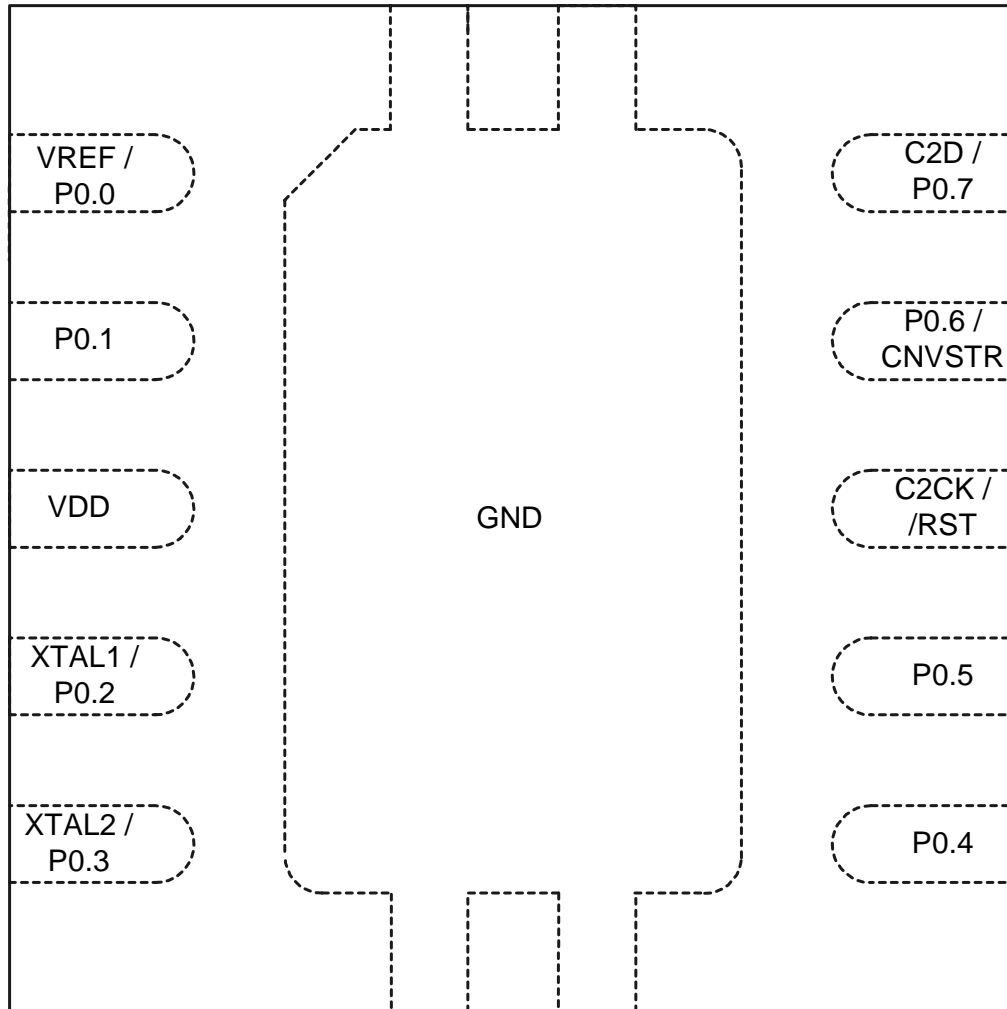 VREF /
P0.0
P0.1
VDD
XTAL1 /
P0.2
XTAL2 /
P0.3
GND
C2D /
P0.7
P0.6 /
CNVSTR
C2CK /
/RST
P0.5
P0.4